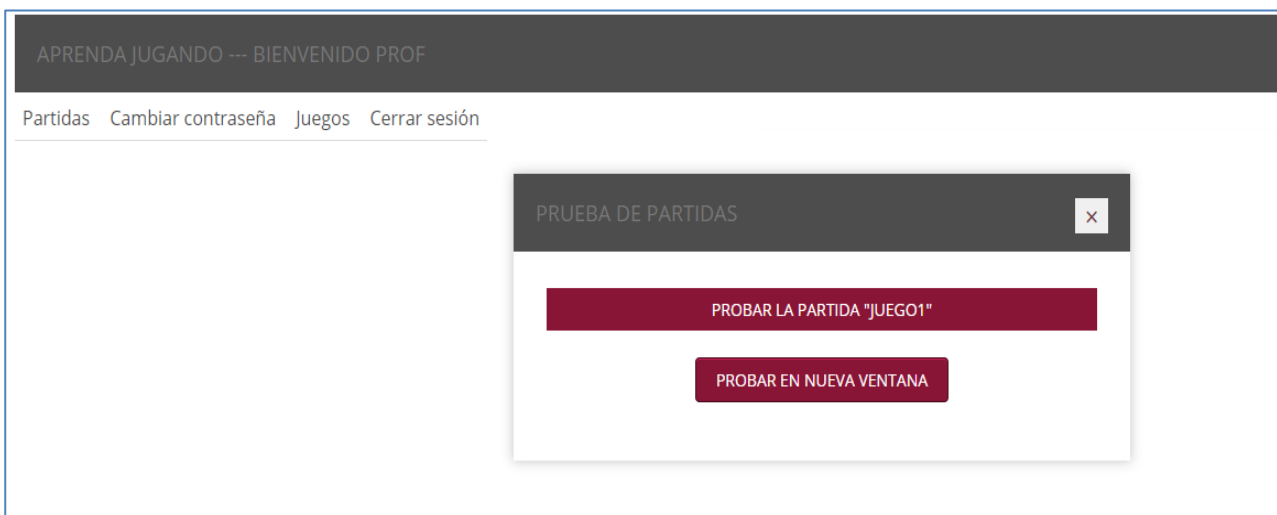 APRENDA JUGANDO --- BIENVENIDO PROF
Partidas Cambiar contraseña Juegos Cerrar sesión
PRUEBA DE PARTIDAS
×
PROBAR LA PARTIDA "JUEGO1"
PROBAR EN NUEVA VENTANA